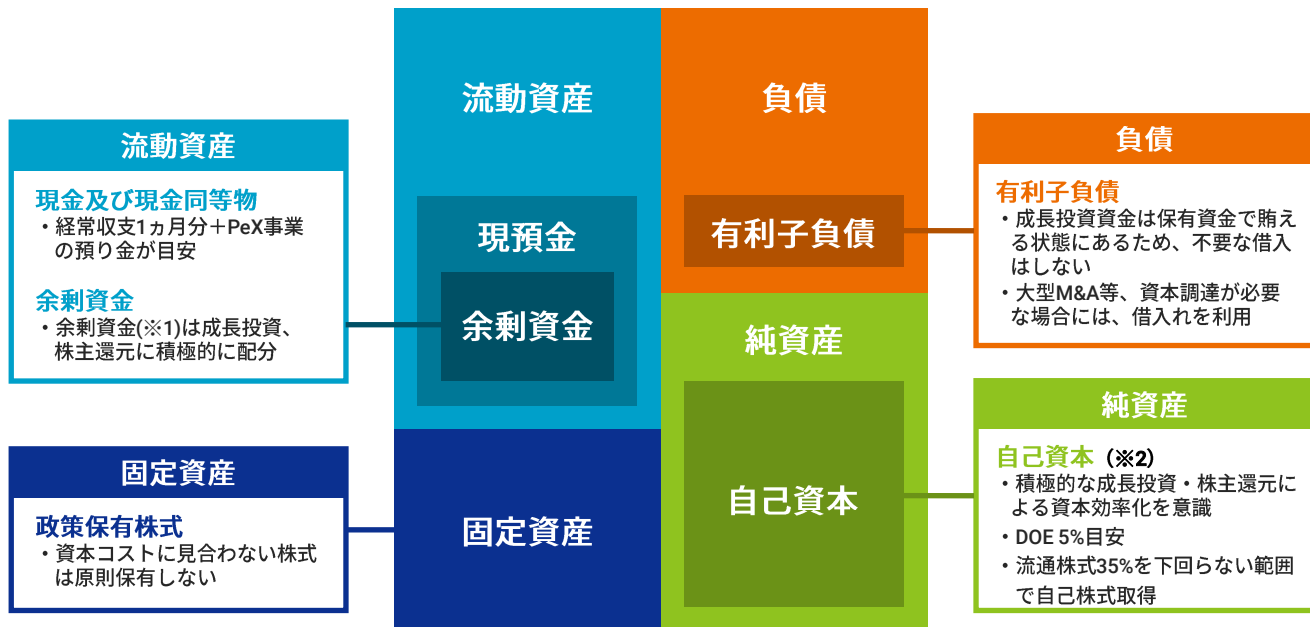 流動資産
現金及び現金同等物
・経常収支1ヵ月分＋PeX事業
の預り金が目安
余剰資金
・余剰資金(※1)は成長投資、
株主還元に積極的に配分
固定資産
政策保有株式
・資本コストに見合わない株式
は原則保有しない
流動資産
現預金
余剰資金
固定資産
負債
有利子負債
純資産
自己資本
負債
有利子負債
・成長投資資金は保有資金で賄え
る状態にあるため、不要な借入
はしない
・大型M&A等、資本調達が必要
な場合には、借入れを利用
純資産
自己資本（※2）
・積極的な成長投資・株主還元に
よる資本効率化を意識
・DOE 5%目安
・流通株式35%を下回らない範囲
で自己株式取得